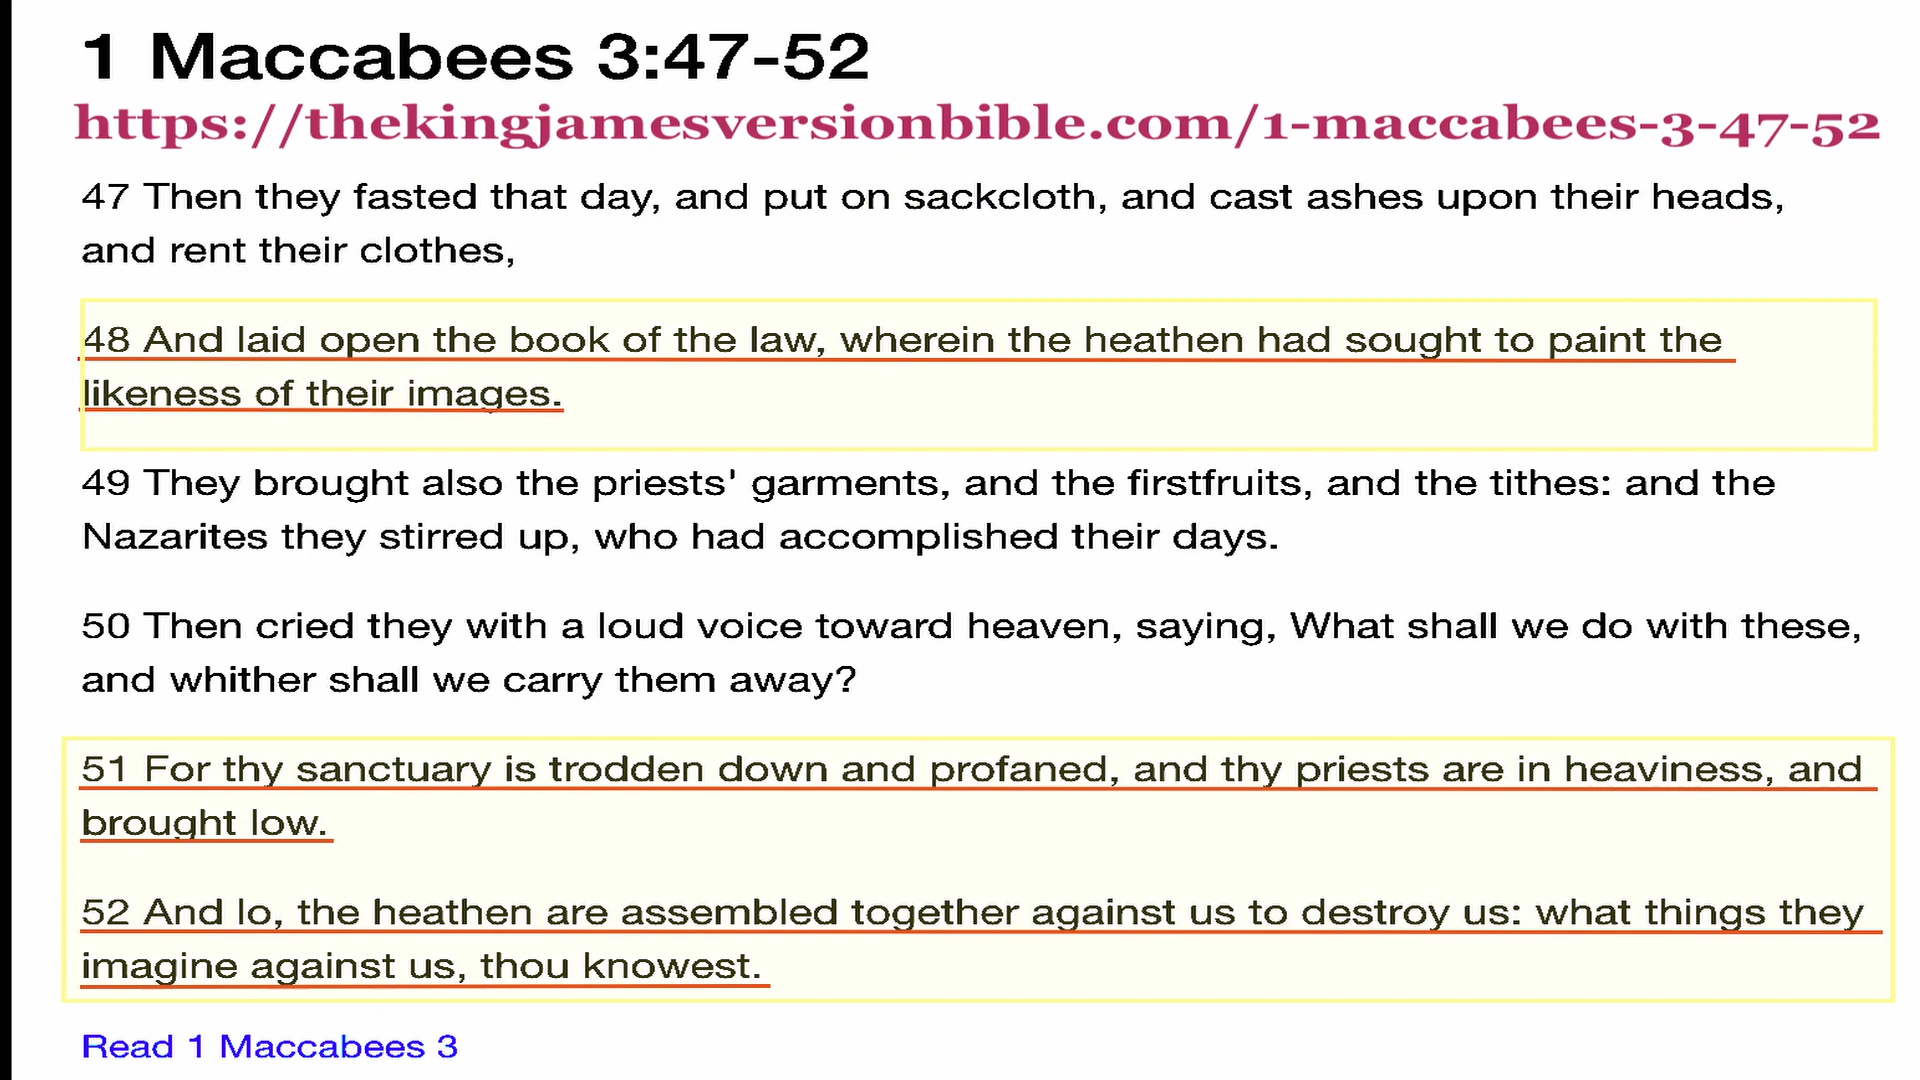 1 Maccabees 3:47-52
https://thekingjamesversionbible.com/1-maccabees-3-47-52
47 Then they fasted that day, and put on sackcloth, and cast ashes upon their heads,
and rent their clothes,
48 And laid open the book of the law, wherein the heathen had sought to paint the
likeness of their images.
49 They brought also the priests' garments, and the firstfruits, and the tithes: and the
Nazarites they stirred up, who had accomplished their days.
50 Then cried they with a loud voice toward heaven, saying, What shall we do with these,
and whither shall we carry them away?
51 For thy sanctuary is trodden down and profaned, and thy priests are in heaviness, and
brought low.
52 And lo, the heathen are assembled together against us to destroy us: what things they
imagine against us, thou knowest.
Read 1 Maccabees 3